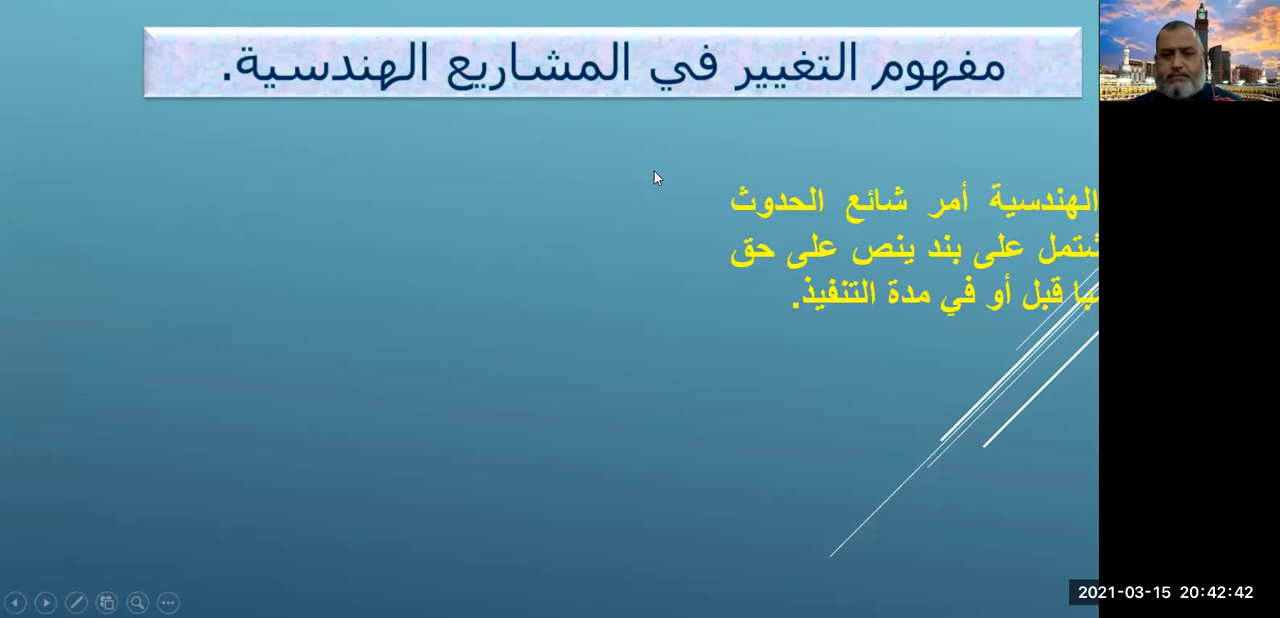 مفهوم التغيير في المشاريع الهندسية.
الهندسية أمر شائع الحدوث
على بند ينص على حق
قبل أو في مدة التنفيذ.
2021-03-15 20:42:42